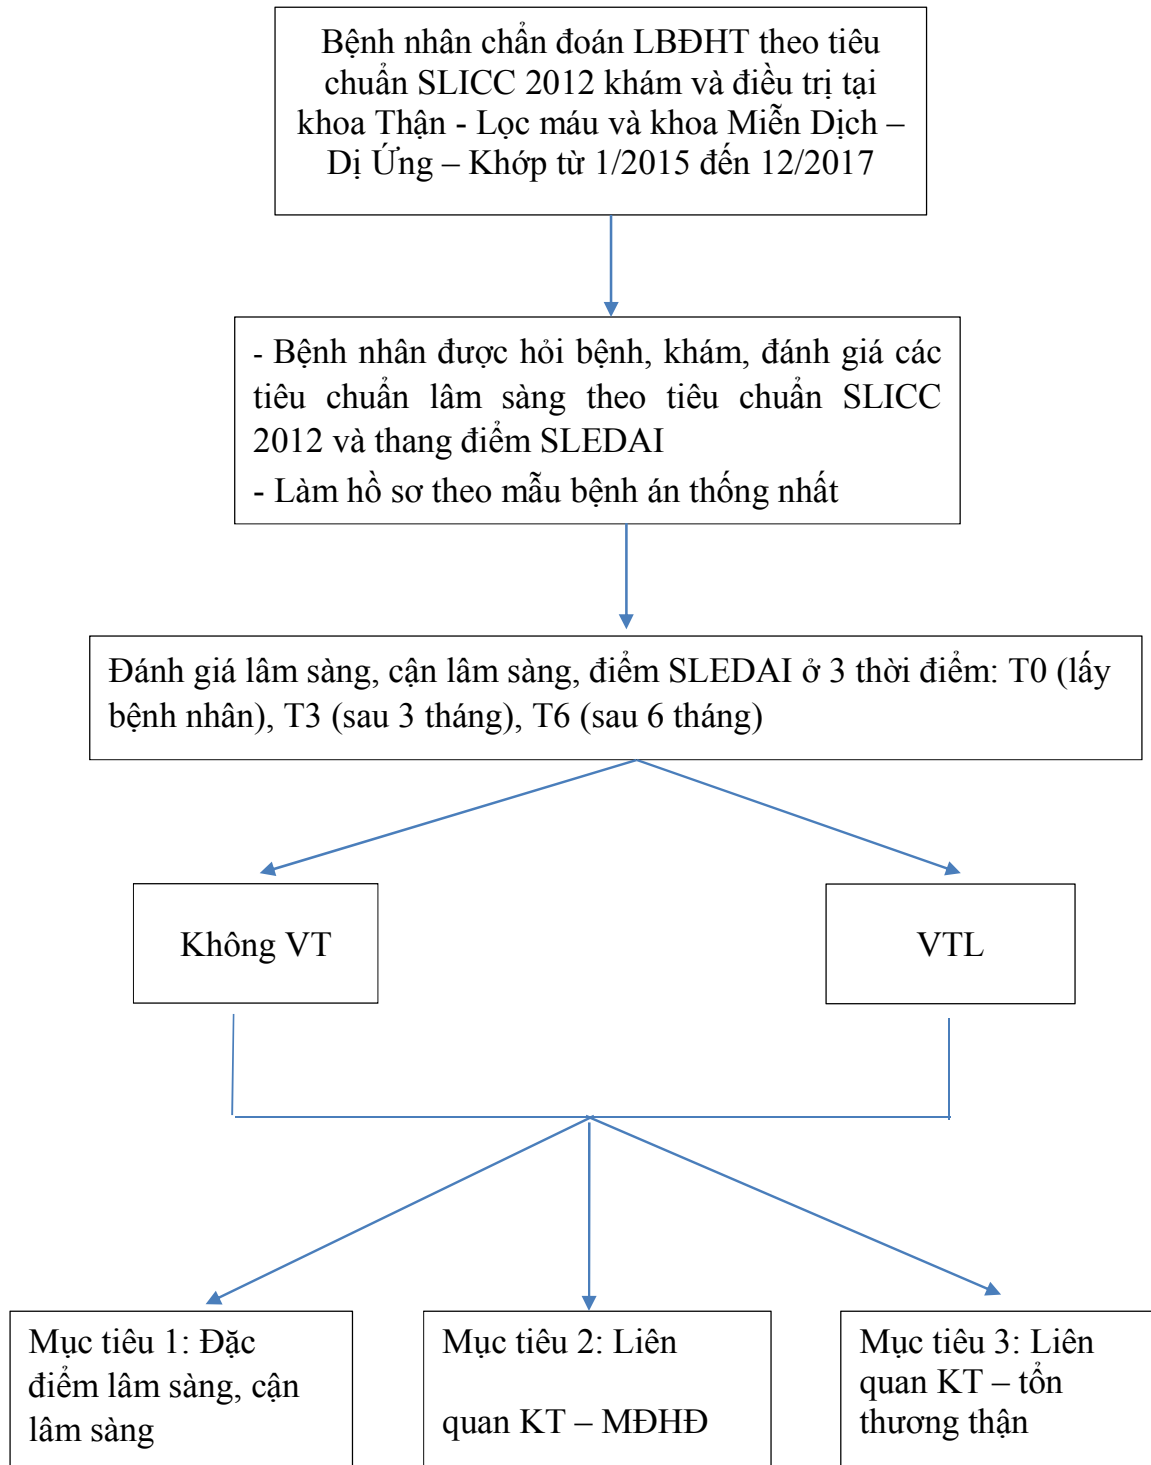 Bệnh nhân chẩn đoán LBĐHT theo tiêu
chuẩn SLICC 2012 khám và điều trị tại
khoa Thận - Lọc máu và khoa Miễn Dịch –
Dị Ứng – Khớp từ 1/2015 đến 12/2017
- Bệnh nhân được hỏi bệnh, khám, đánh giá các
tiêu chuẩn lâm sàng theo tiêu chuẩn SLICC
2012 và thang điểm SLEDAI
- Làm hồ sơ theo mẫu bệnh án thống nhất
Đánh giá lâm sàng, cận lâm sàng, điểm SLEDAI ở 3 thời điểm: T0 (lấy
bệnh nhân), T3 (sau 3 tháng), T6 (sau 6 tháng)
Không VT
VTL
Mục tiêu 1: Đặc
điểm lâm sàng, cận
lâm sàng
Mục tiêu 2: Liên
quan KT – MĐHĐ
Mục tiêu 3: Liên
quan KT – tổn
thương thận